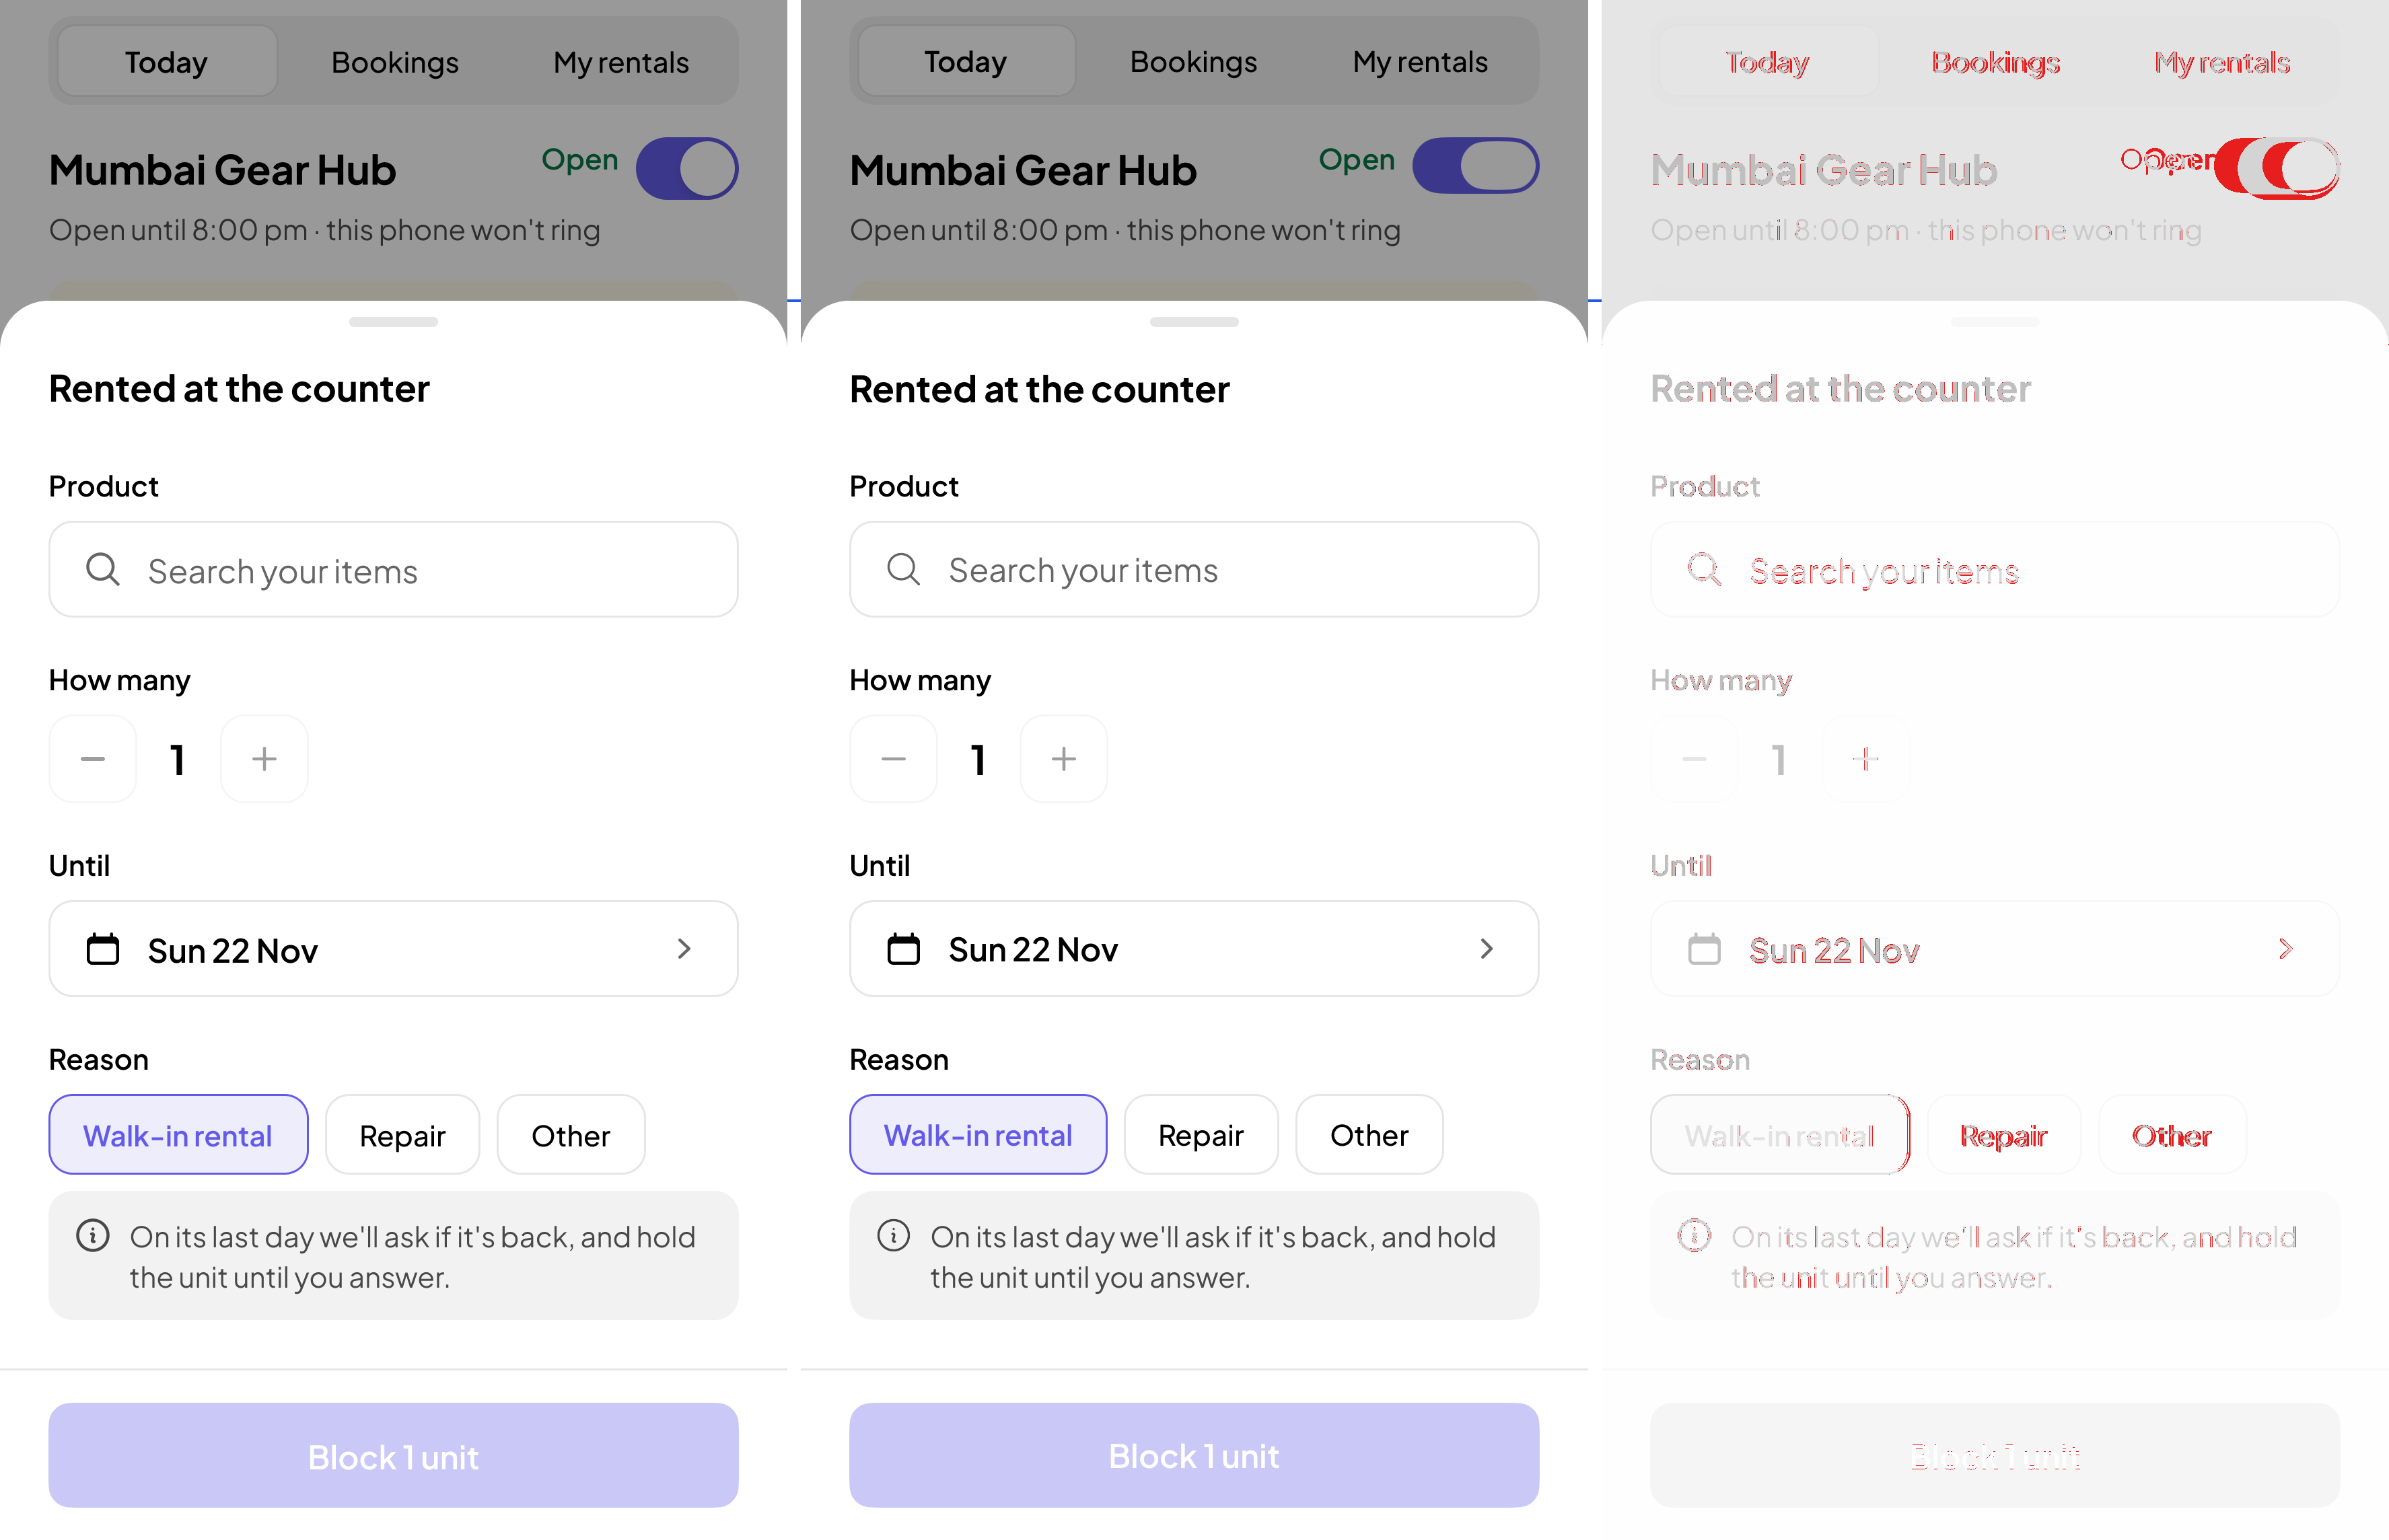 Today Bookings My rentals
Mumbai Gear Hub Open
Open until 8:00 pm · this phone won't ring
Rented at the counter
Product
Search your items
How many
1
Until
Sun 22 Nov
Reason
Walk-in rental Repair Other
On its last day we'll ask if it's back, and hold
the unit until you answer.
Block 1 unit
Today Bookings My rentals
Mumbai Gear Hub Open
Open until 8:00 pm · this phone won't ring
Rented at the counter
Product
Search your items
How many
1
Until
Sun 22 Nov
Reason
Walk-in rental Repair Other
On its last day we'll ask if it's back, and hold
the unit until you answer.
Block 1 unit
Today Bookings My rentals
Mumbai Gear Hub
Open until 8:00 pm · this phone won't ring
Rented at the counter
Product
Search your items
How many
1
Until
Sun 22 Nov
Reason
Walk-in rental Repair Other
On its last day we'll ask if it's back, and hold
the unit until you answer.
Block 1 unit